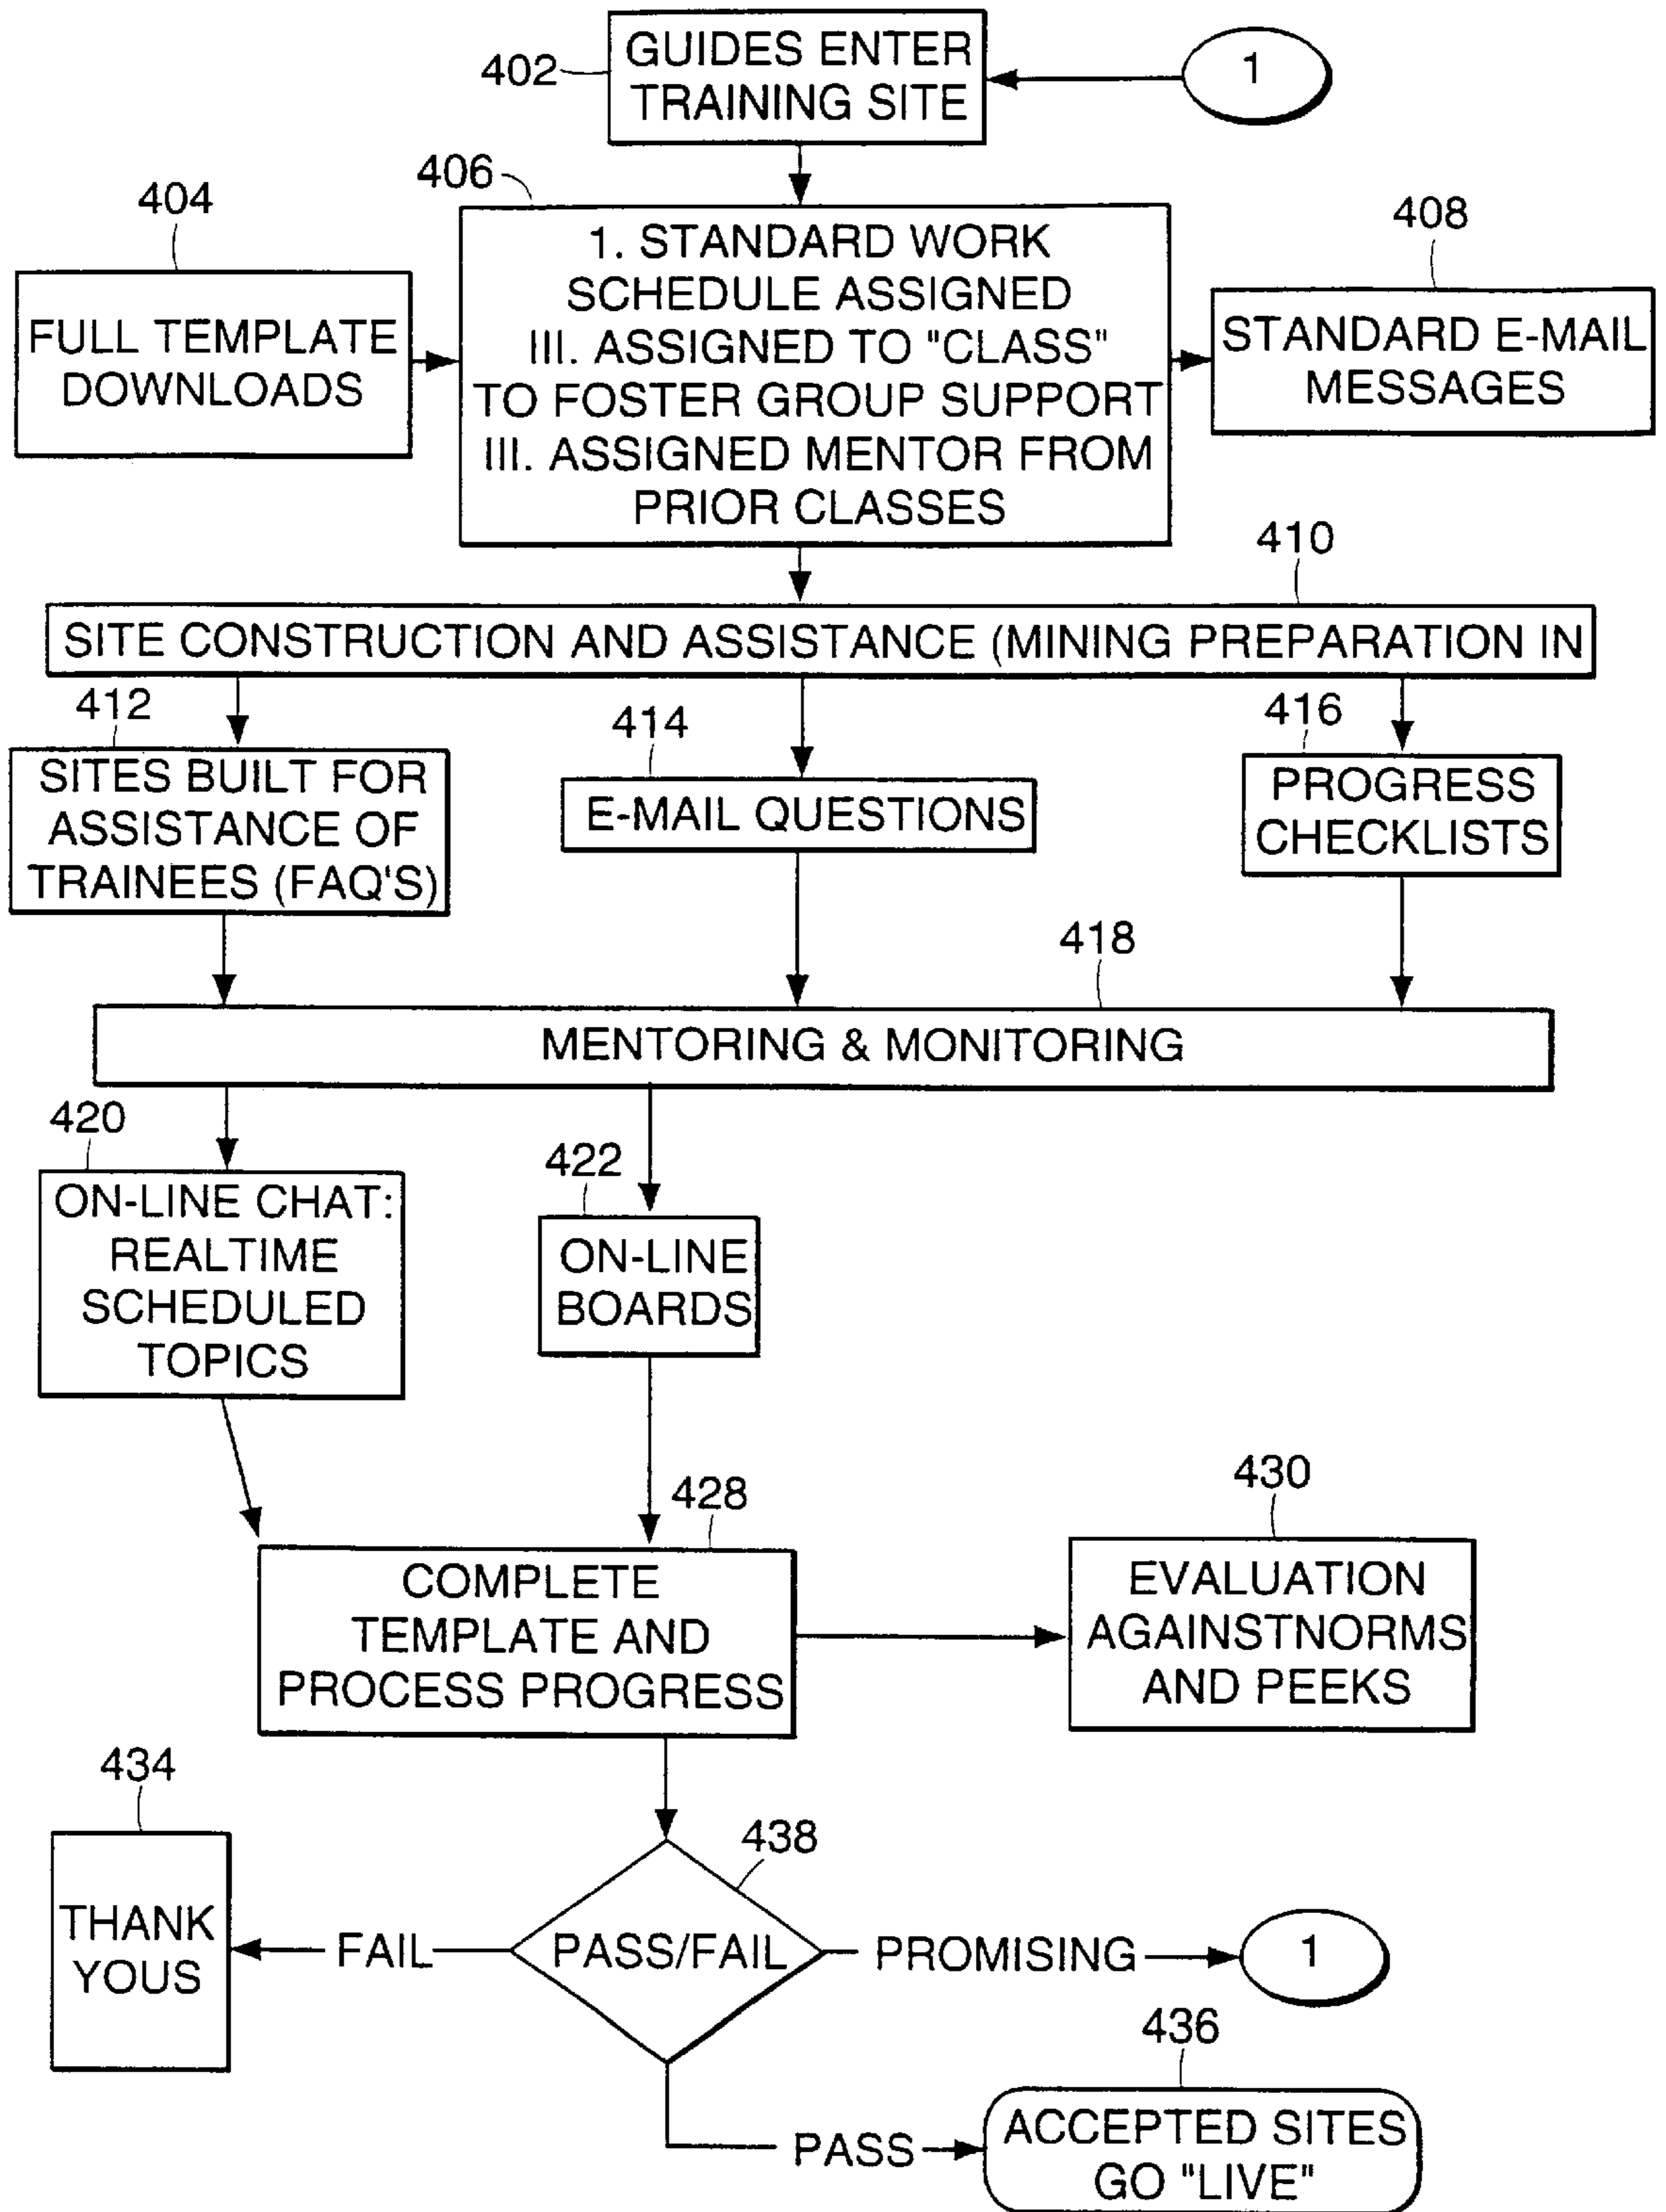 402
GUIDES ENTER
TRAINING SITE
1
406
404
408
FULL TEMPLATE
DOWNLOADS
1. STANDARD WORK
SCHEDULE ASSIGNED
III. ASSIGNED TO "CLASS"
TO FOSTER GROUP SUPPORT
III. ASSIGNED MENTOR FROM
PRIOR CLASSES
STANDARD E-MAIL
MESSAGES
410
SITE CONSTRUCTION AND ASSISTANCE (MINING PREPARATION IN
412
414
416
SITES BUILT FOR
ASSISTANCE OF
TRAINEES (FAQ'S)
E-MAIL QUESTIONS
PROGRESS
CHECKLISTS
418
MENTORING & MONITORING
420
422
ON-LINE CHAT:
REALTIME
SCHEDULED
TOPICS
ON-LINE
BOARDS
428
430
COMPLETE
TEMPLATE AND
PROCESS PROGRESS
EVALUATION
AGAINSTNORMS
AND PEEKS
434
438
THANK
YOUS
FAIL
PASS/FAIL
PROMISING
1
436
PASS
ACCEPTED SITES
GO "LIVE"